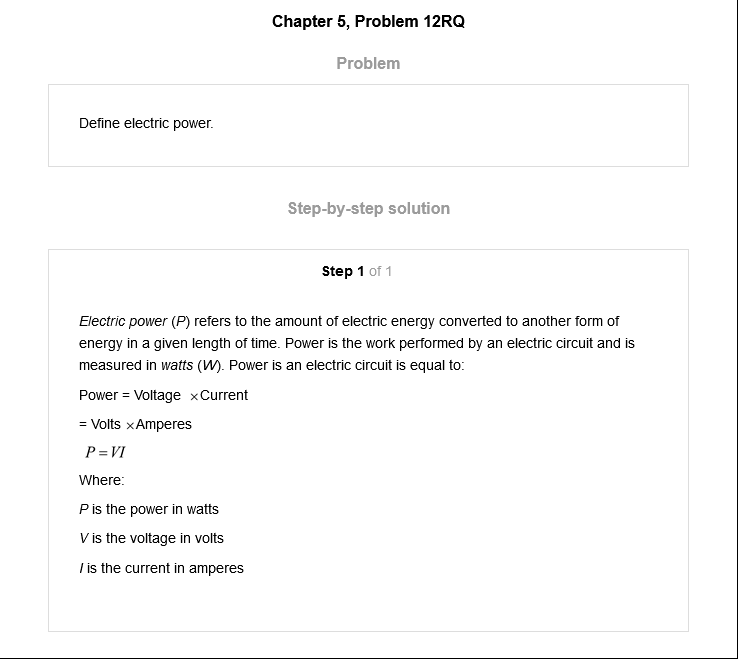 Chapter 5, Problem 12RQ
Problem
Define electric power.
Step-by-step solution
Step 1 of 1
Electric power (P) refers to the amount of electric energy converted to another form of
energy in a given length of time. Power is the work performed by an electric circuit and is
measured in watts (W). Power is an electric circuit is equal to:
Power = Voltage ×Current
= Volts ×Amperes
P = VI
Where:
P is the power in watts
V is the voltage in volts
I is the current in amperes